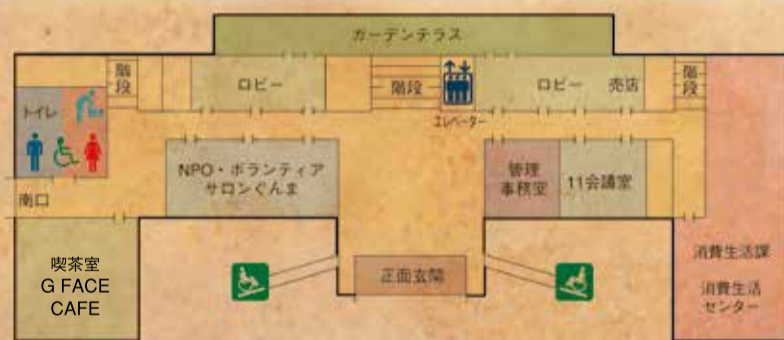 ガーデンテラス
階段
ロビー
階段
エレベーター
ロビー
売店
階段
トイレ
NPO・ボランティア
サロンぐんま
管理
事務室
11会議室
南口
喫茶室
G FACE
CAFE
正面玄関
消費生活課
消費生活
センター